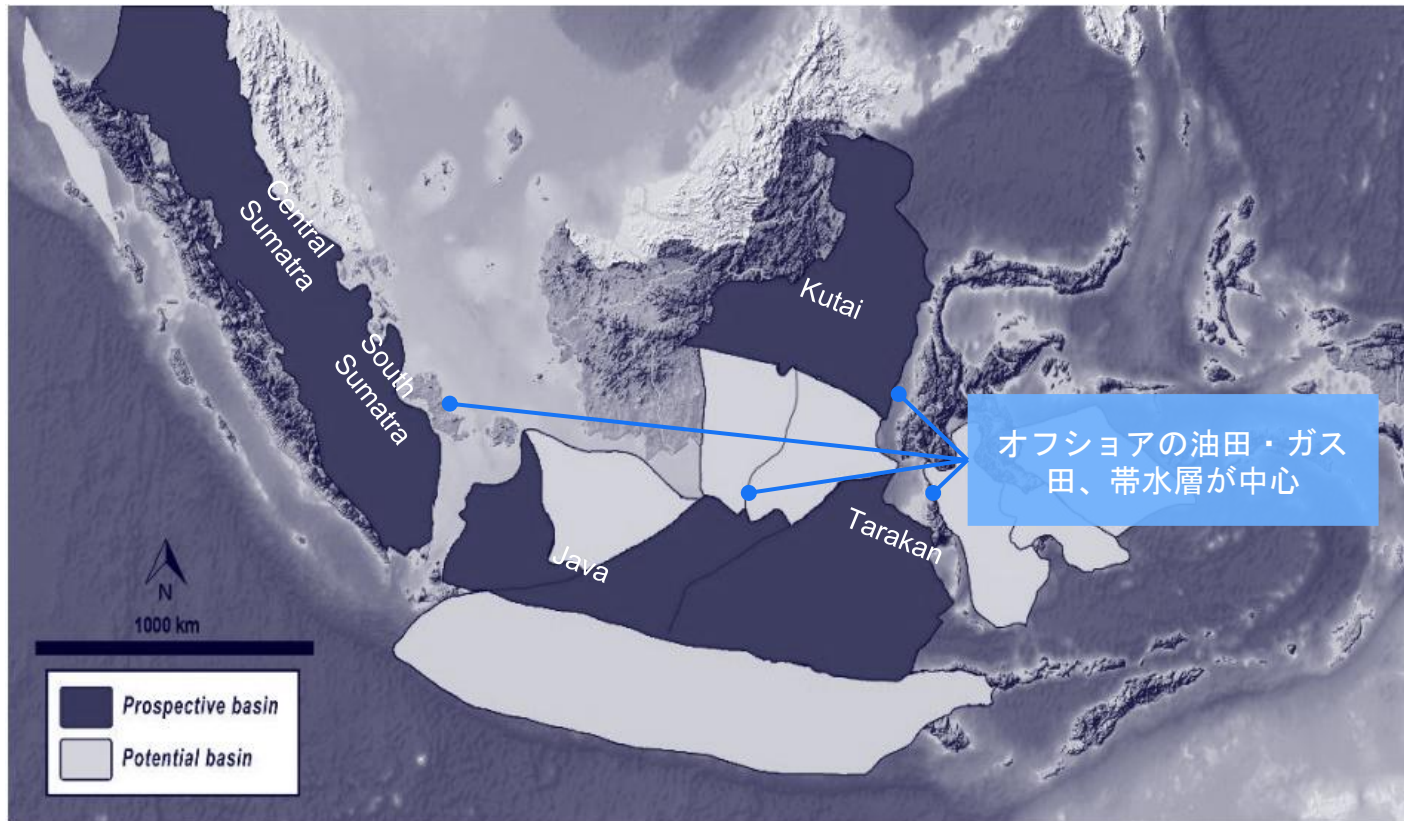 Central
Sumatra
South
Sumatra
Kutai
オフショアの油田・ガス
田、帯水層が中心
Tarakan
Java
N
1000 km
Prospective basin
Potential basin